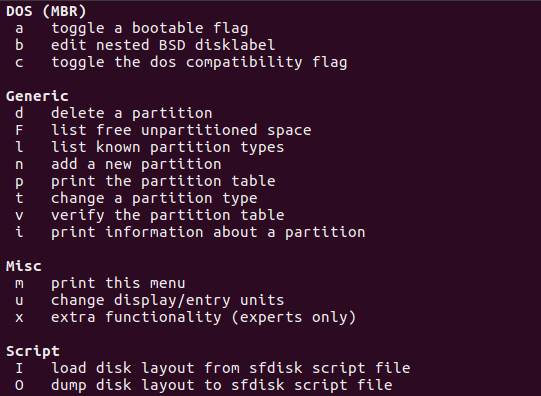 DOS (MBR)
a   toggle a bootable flag
b   edit nested BSD disklabel
c   toggle the dos compatibility flag
Generic
d   delete a partition
F   list free unpartitioned space
l   list known partition types
n   add a new partition
p   print the partition table
t   change a partition type
v   verify the partition table
i   print information about a partition
Misc
m   print this menu
u   change display/entry units
x   extra functionality (experts only)
Script
I   load disk layout from sfdisk script file
O   dump disk layout to sfdisk script file